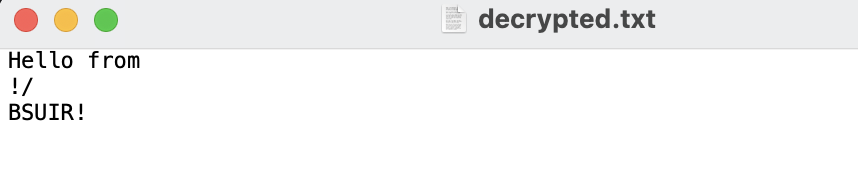 decrypted.txt
Hello from
!/
BSUIR!